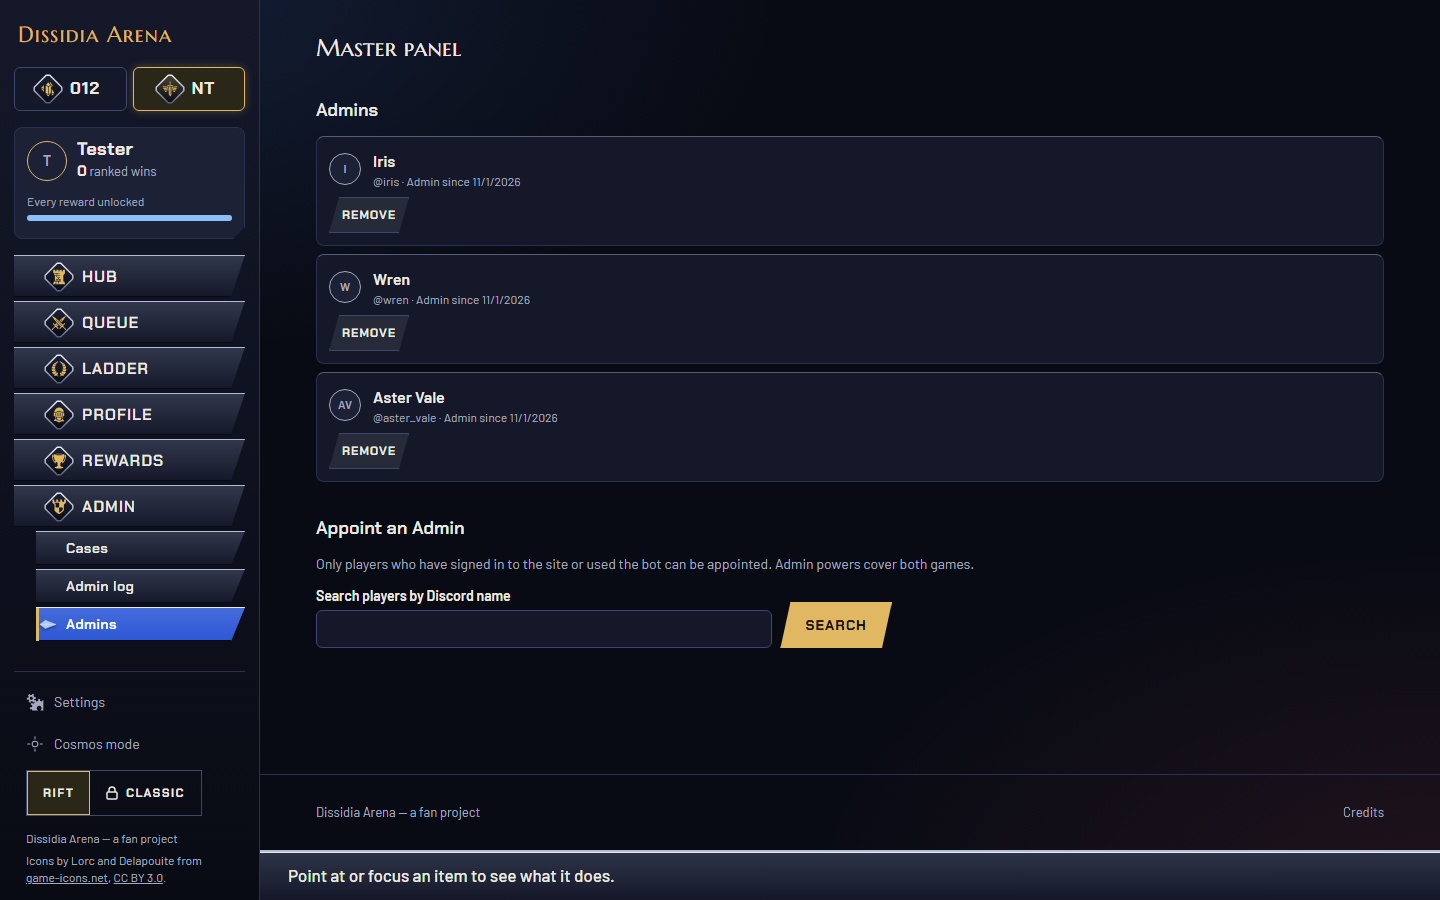 Dissidia Arena
012
NT
T
Tester
0 ranked wins
Every reward unlocked
HUB
QUEUE
LADDER
PROFILE
REWARDS
ADMIN
Cases
Admin log
Admins
Settings
Cosmos mode
RIFT
CLASSIC
Dissidia Arena — a fan project
Icons by Lorc and Delapouite from
game-icons.net, CC BY 3.0.
Master panel
Admins
I
Iris
@iris · Admin since 11/1/2026
REMOVE
W
Wren
@wren · Admin since 11/1/2026
REMOVE
AV
Aster Vale
@aster_vale · Admin since 11/1/2026
REMOVE
Appoint an Admin
Only players who have signed in to the site or used the bot can be appointed. Admin powers cover both games.
Search players by Discord name
SEARCH
Dissidia Arena — a fan project
Credits
Point at or focus an item to see what it does.